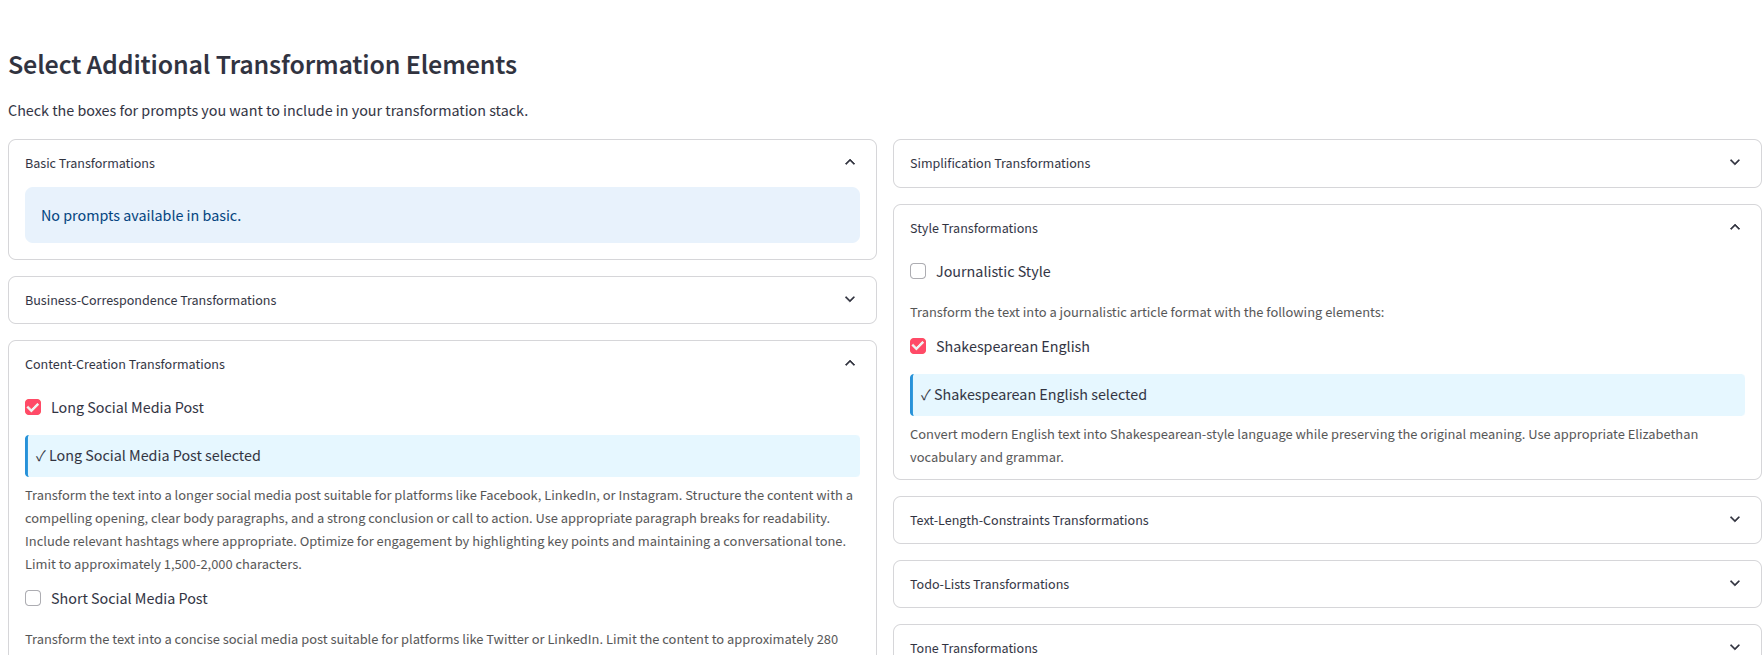 Select Additional Transformation Elements
Check the boxes for prompts you want to include in your transformation stack.
Basic Transformations
No prompts available in basic.
Business-Correspondence Transformations
Content-Creation Transformations
Long Social Media Post
✓ Long Social Media Post selected
Transform the text into a longer social media post suitable for platforms like Facebook, LinkedIn, or Instagram. Structure the content with a
compelling opening, clear body paragraphs, and a strong conclusion or call to action. Use appropriate paragraph breaks for readability.
Include relevant hashtags where appropriate. Optimize for engagement by highlighting key points and maintaining a conversational tone.
Limit to approximately 1,500-2,000 characters.
Short Social Media Post
Transform the text into a concise social media post suitable for platforms like Twitter or LinkedIn. Limit the content to approximately 280
Simplification Transformations
Style Transformations
Journalistic Style
Transform the text into a journalistic article format with the following elements:
Shakespearean English
✓ Shakespearean English selected
Convert modern English text into Shakespearean-style language while preserving the original meaning. Use appropriate Elizabethan
vocabulary and grammar.
Text-Length-Constraints Transformations
Todo-Lists Transformations
Tone Transformations